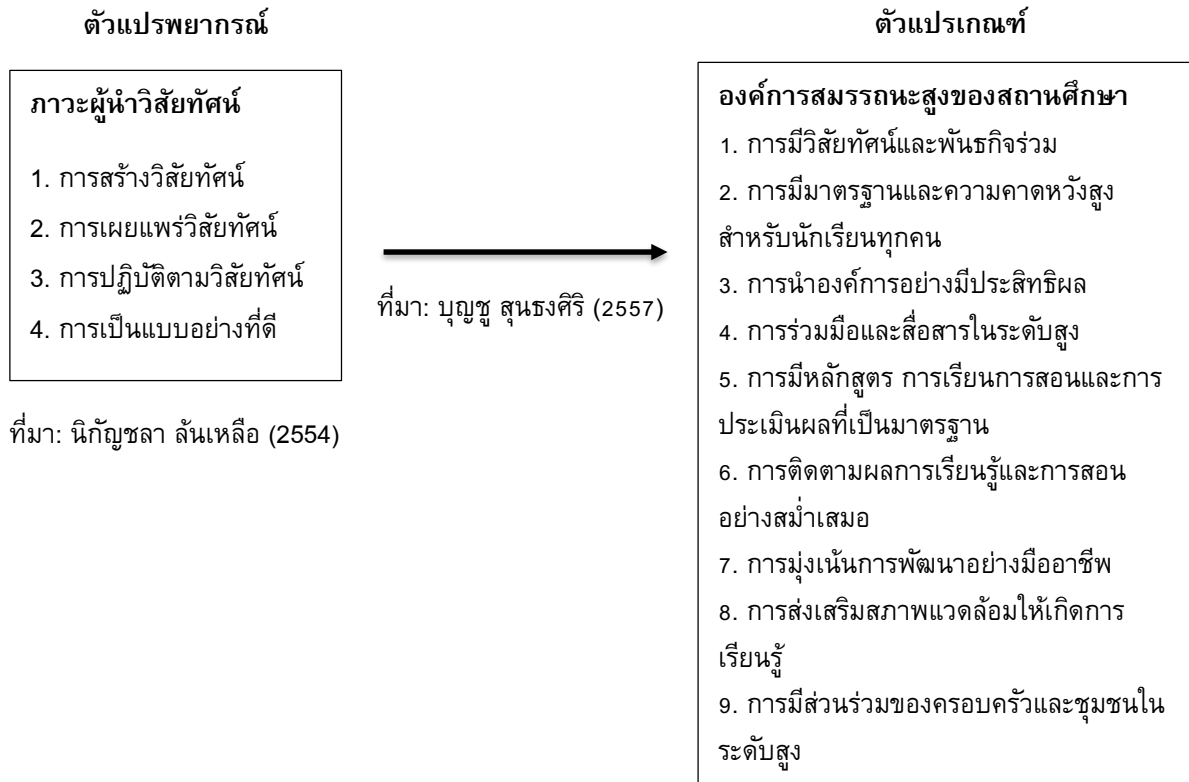 ตัวแปรพยากรณ์
ภาวะผู้นำวิสัยทัศน์
1. การสร้างวิสัยทัศน์
2. การเผยแพร่วิสัยทัศน์
3. การปฏิบัติตามวิสัยทัศน์
4. การเป็นแบบอย่างที่ดี
ที่มา: นิกัญชลา ล้นเหลือ (2554)
ที่มา: บุญชู สุนธงศิริ (2557)
ตัวแปรเกณฑ์
องค์การสมรรถนะสูงของสถานศึกษา
1. การมีวิสัยทัศน์และพันธกิจร่วม
2. การมีมาตรฐานและความคาดหวังสูง
สำหรับนักเรียนทุกคน
3. การนำองค์การอย่างมีประสิทธิผล
4. การร่วมมือและสื่อสารในระดับสูง
5. การมีหลักสูตร การเรียนการสอนและการ
ประเมินผลที่เป็นมาตรฐาน
6. การติดตามผลการเรียนรู้และการสอน
อย่างสม่ำเสมอ
7. การมุ่งเน้นการพัฒนาอย่างมืออาชีพ
8. การส่งเสริมสภาพแวดล้อมให้เกิดการ
เรียนรู้
9. การมีส่วนร่วมของครอบครัวและชุมชนใน
ระดับสูง